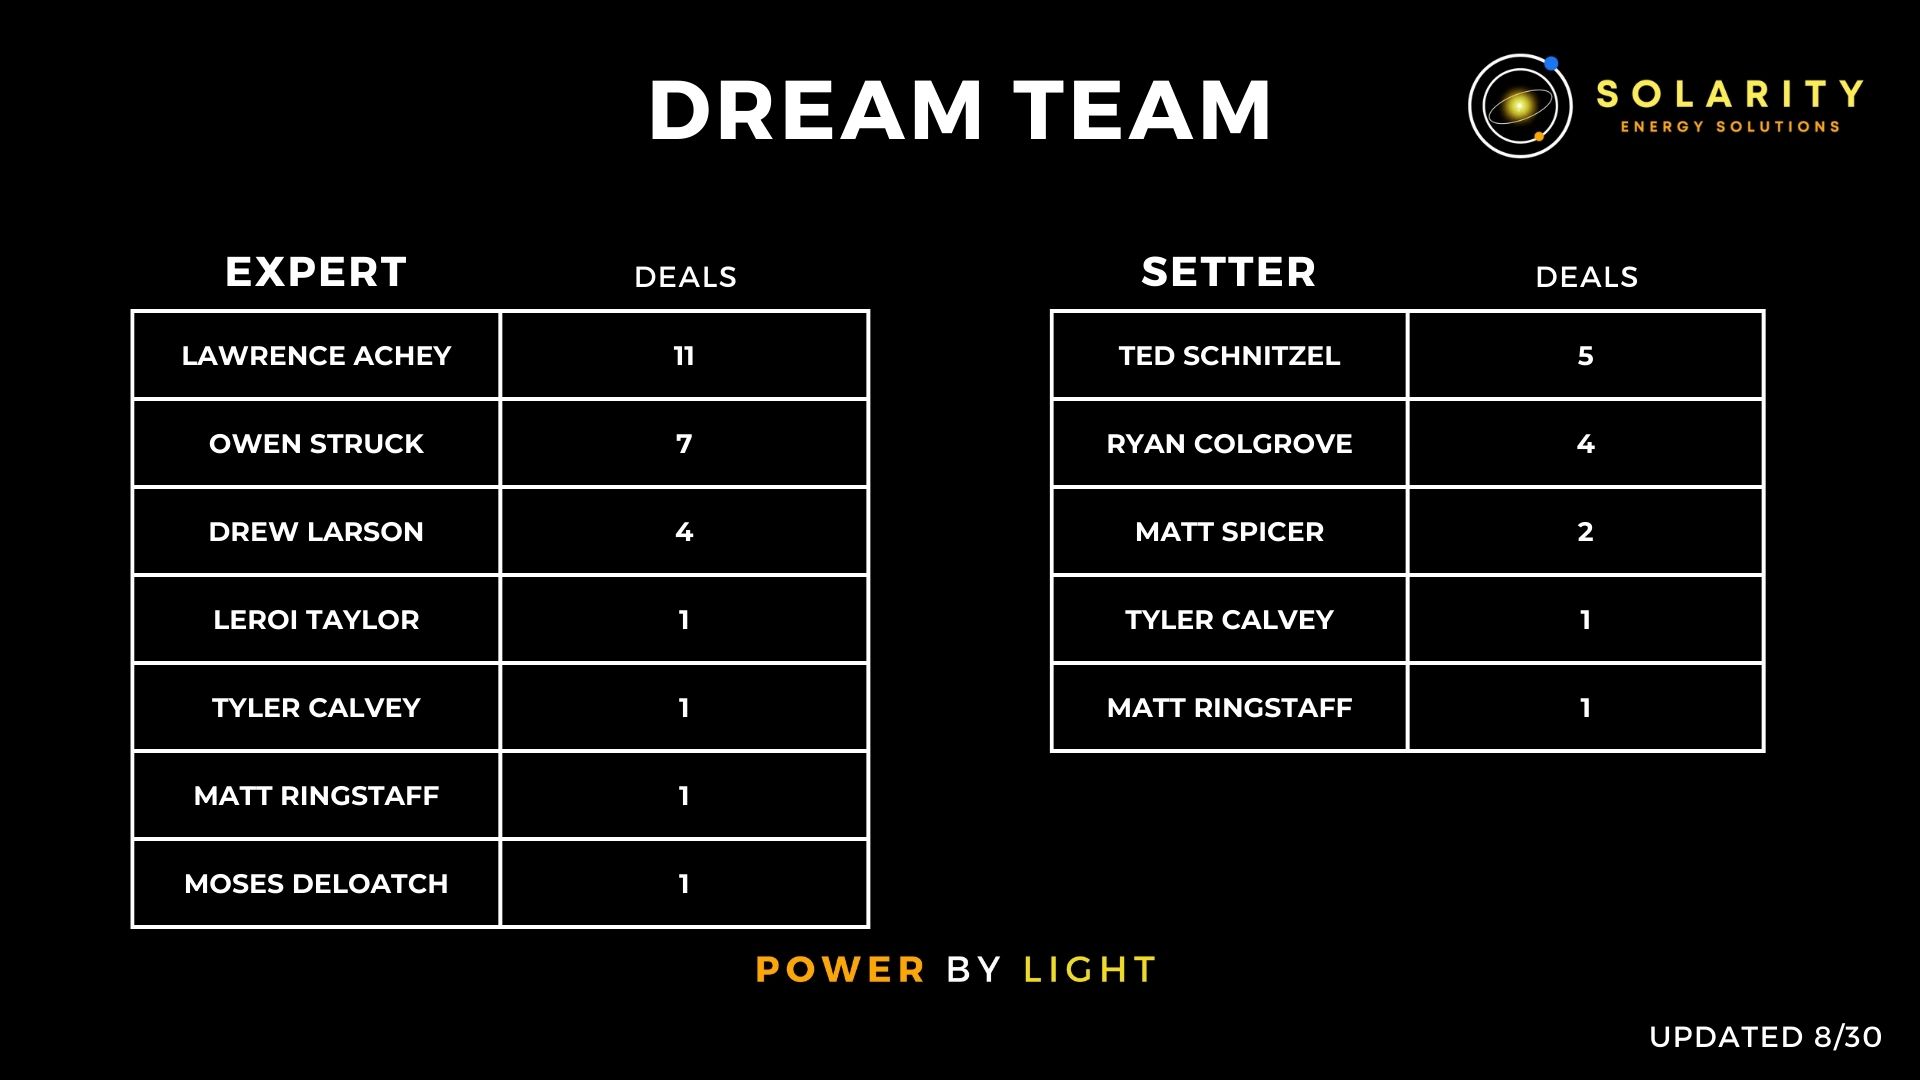 DREAM TEAM
SOLARITY
ENERGY SOLUTIONS
EXPERT DEALS
LAWRENCE ACHEY 11
OWEN STRUCK 7
DREW LARSON 4
LEROI TAYLOR 1
TYLER CALVEY 1
MATT RINGSTAFF 1
MOSES DELOATCH 1
SETTER DEALS
TED SCHNITZEL 5
RYAN COLGROVE 4
MATT SPICER 2
TYLER CALVEY 1
MATT RINGSTAFF 1
POWER BY LIGHT
UPDATED 8/30